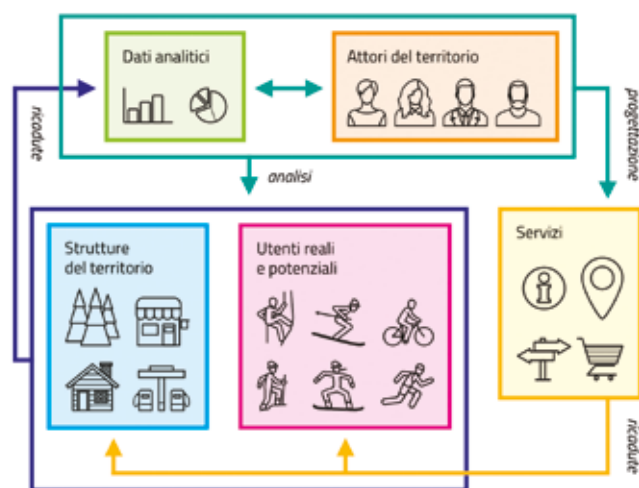 Dati analitici
Attori del territorio
ricadute
progettazione
analisi
Strutture
del territorio
Utenti reali
e potenziali
Servizi
ricadute